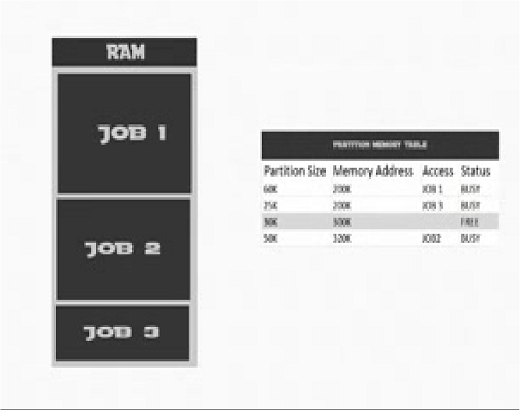 RAM
JOB 1
JOB 2
JOB 3
PARTITION MEMORY TABLE
Partition Size Memory Address Access Status
60K 200K JOB 1 BUSY
25K 200K JOB 3 BUSY
30K 300K FREE
50K 320K JOB2 BUSY